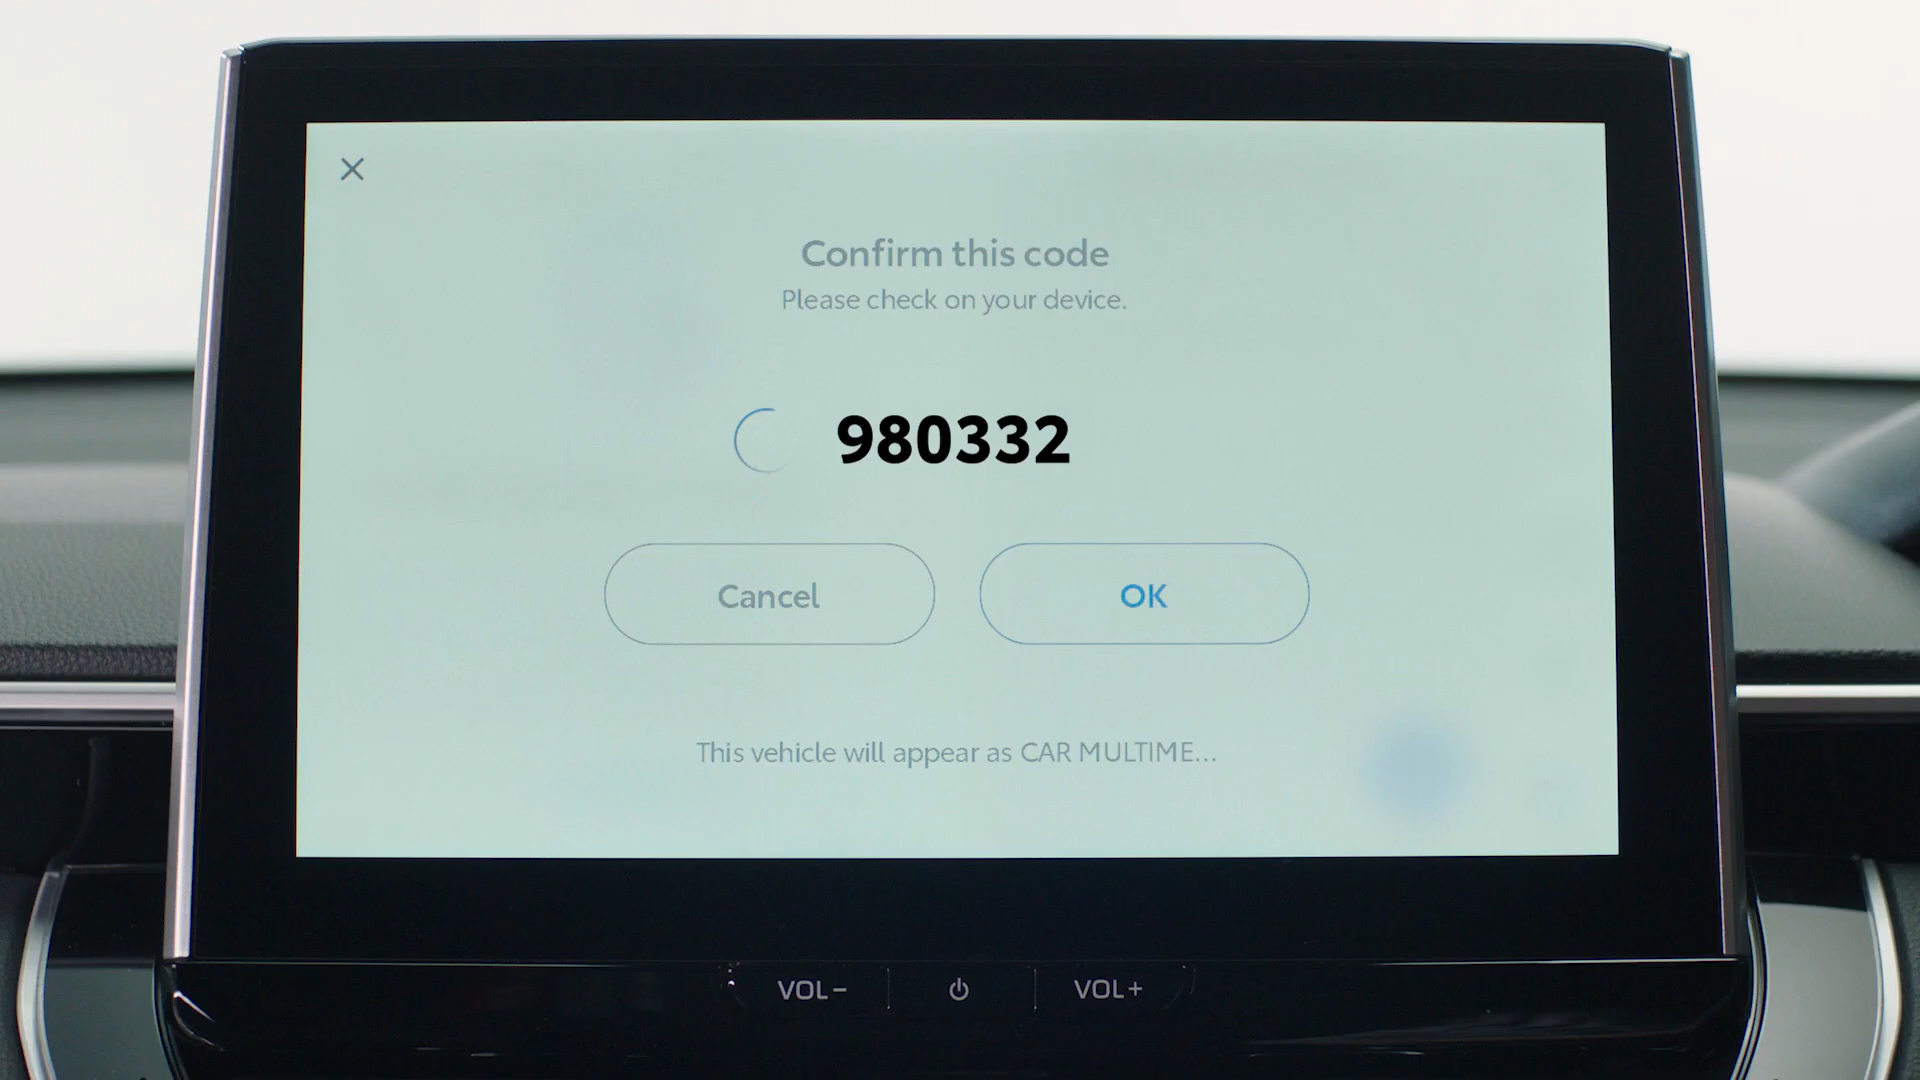 Confirm this code
Please check on your device.
980332
Cancel
OK
This vehicle will appear as CAR MULTIME...
VOL-
VOL+